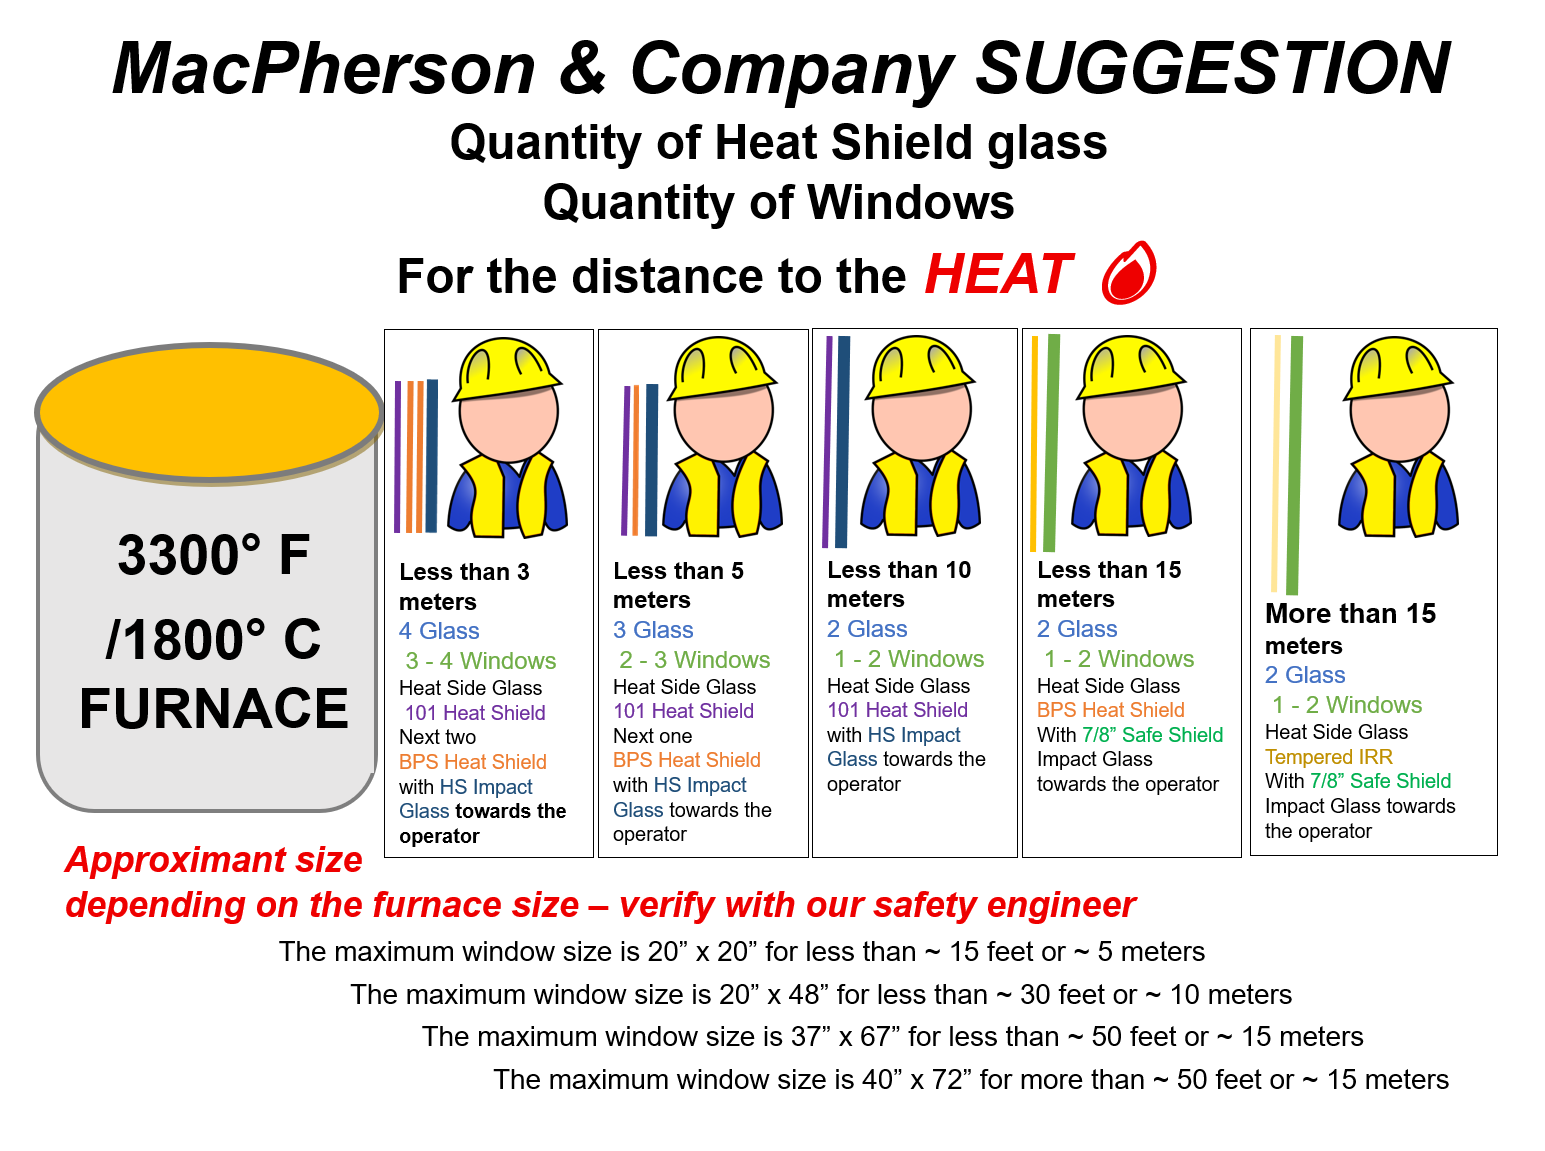 MacPherson & Company SUGGESTION
Quantity of Heat Shield glass
Quantity of Windows
For the distance to the HEAT
3300° F
/1800° C
FURNACE
Less than 3
meters
4 Glass
3 - 4 Windows
Heat Side Glass
101 Heat Shield
Next two
BPS Heat Shield
with HS Impact
Glass towards the
operator
Less than 5
meters
3 Glass
2 - 3 Windows
Heat Side Glass
101 Heat Shield
Next one
BPS Heat Shield
with HS Impact
Glass towards the
operator
Less than 10
meters
2 Glass
1 - 2 Windows
Heat Side Glass
101 Heat Shield
with HS Impact
Glass towards the
operator
Less than 15
meters
2 Glass
1 - 2 Windows
Heat Side Glass
BPS Heat Shield
With 7/8” Safe Shield
Impact Glass
towards the operator
More than 15
meters
2 Glass
1 - 2 Windows
Heat Side Glass
Tempered IRR
With 7/8” Safe Shield
Impact Glass towards
the operator
Approximant size
depending on the furnace size – verify with our safety engineer
The maximum window size is 20” x 20” for less than ~ 15 feet or ~ 5 meters
The maximum window size is 20” x 48” for less than ~ 30 feet or ~ 10 meters
The maximum window size is 37” x 67” for less than ~ 50 feet or ~ 15 meters
The maximum window size is 40” x 72” for more than ~ 50 feet or ~ 15 meters